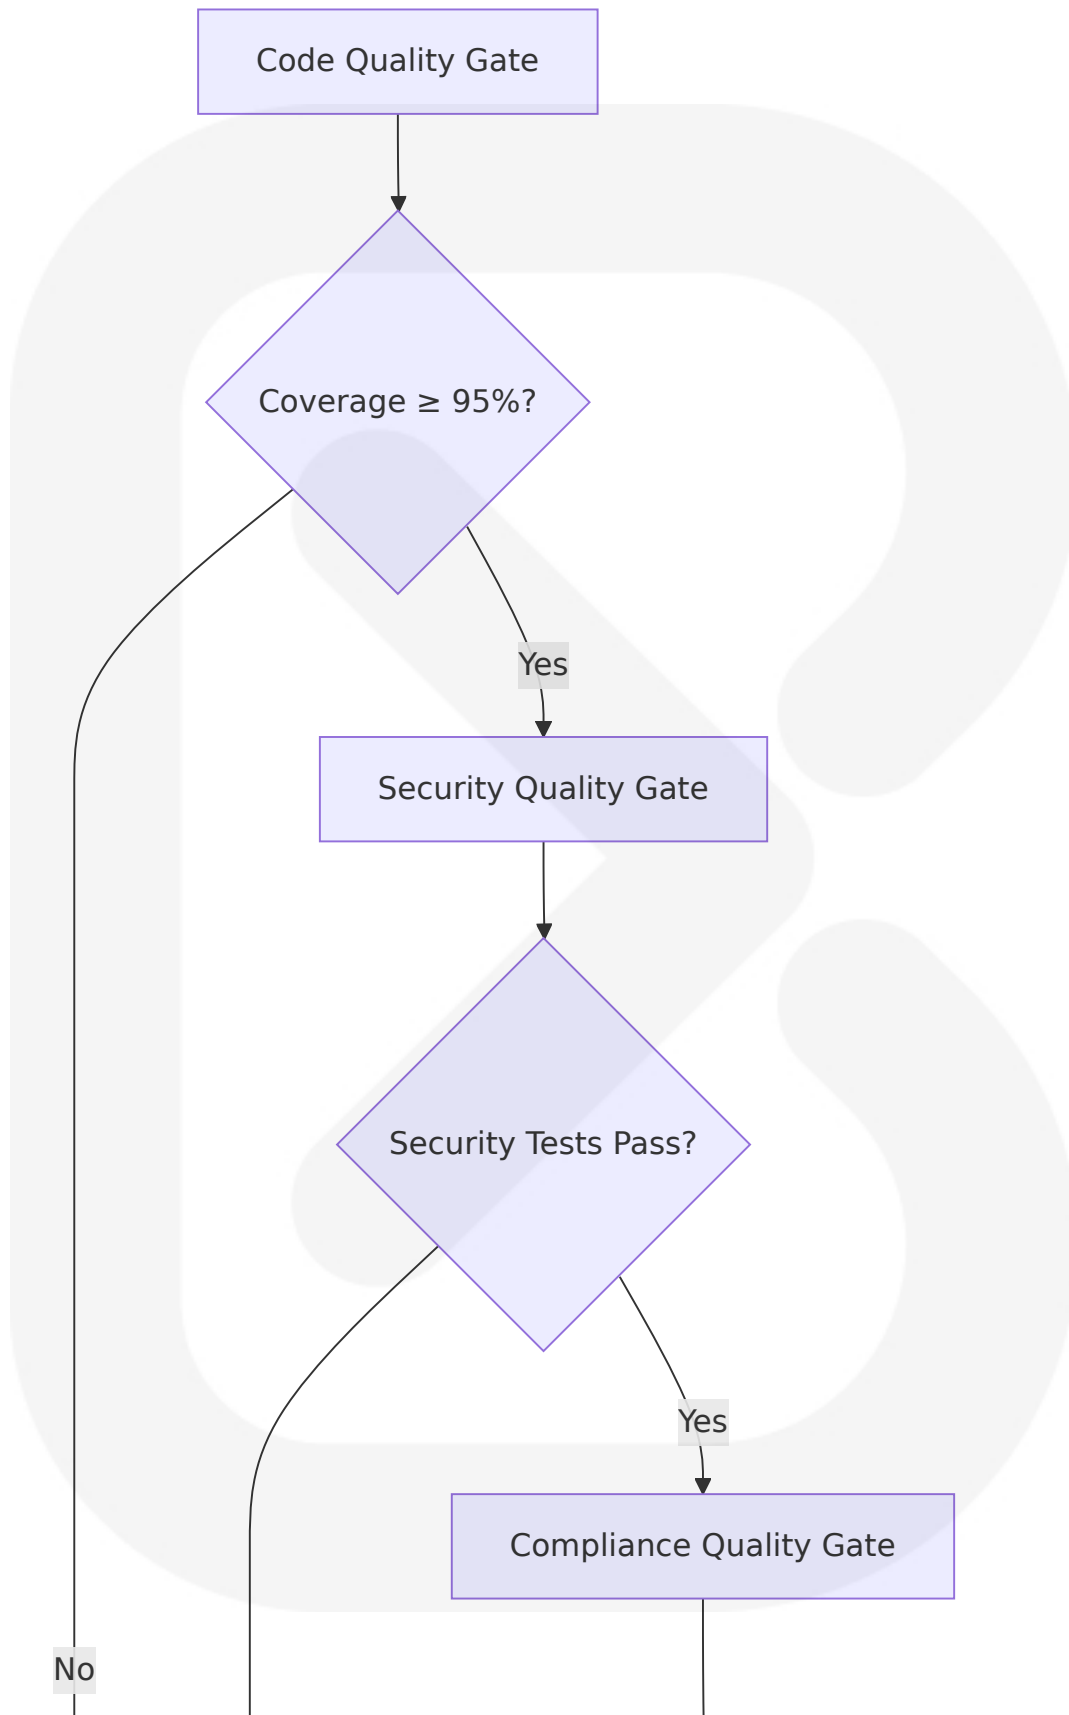 Code Quality Gate
Coverage ≥ 95%?
Yes
Security Quality Gate
Security Tests Pass?
Yes
Compliance Quality Gate
No